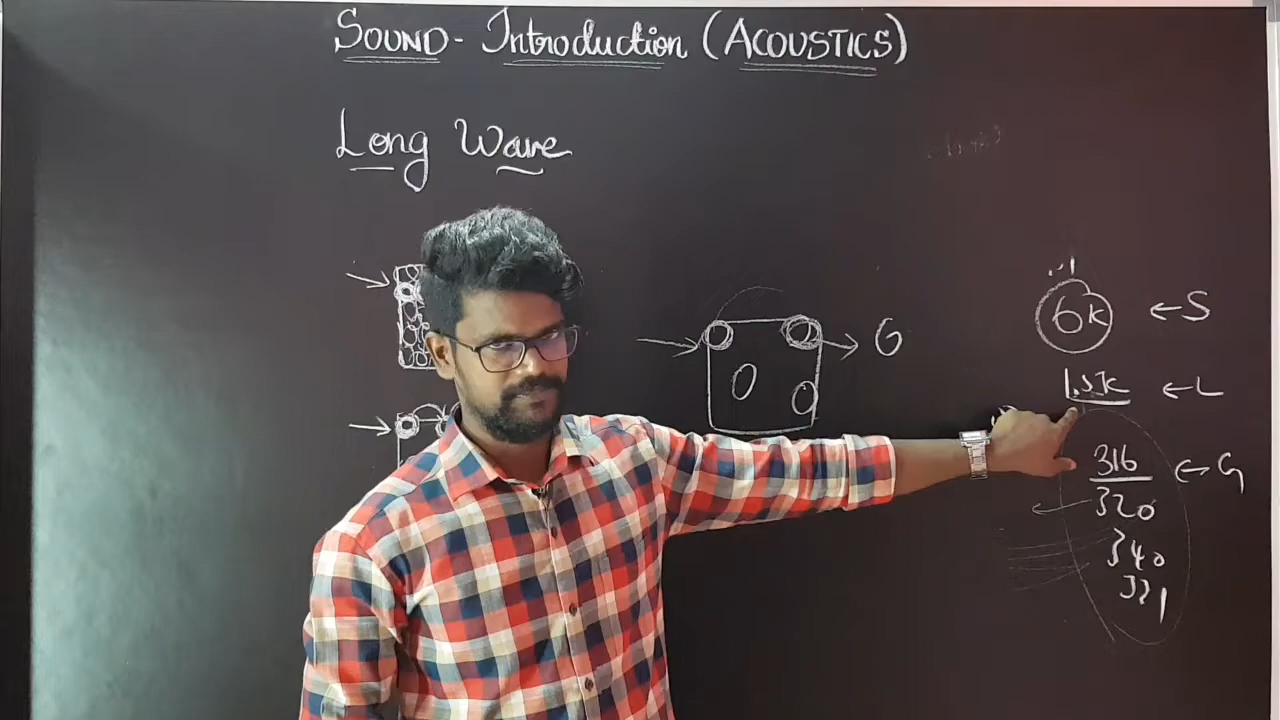 SOUND - Introduction (ACOUSTICS)
Long Wave
G
6k ← S
1.5k ← L
316 ← G
320
340
331